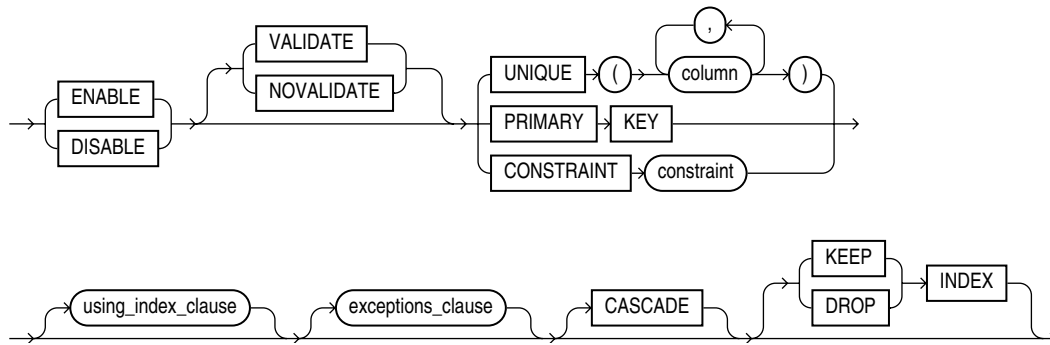 VALIDATE
NOVALIDATE
ENABLE
DISABLE
,
UNIQUE ( column )
PRIMARY KEY
CONSTRAINT constraint
KEEP
DROP
INDEX
using_index_clause exceptions_clause CASCADE